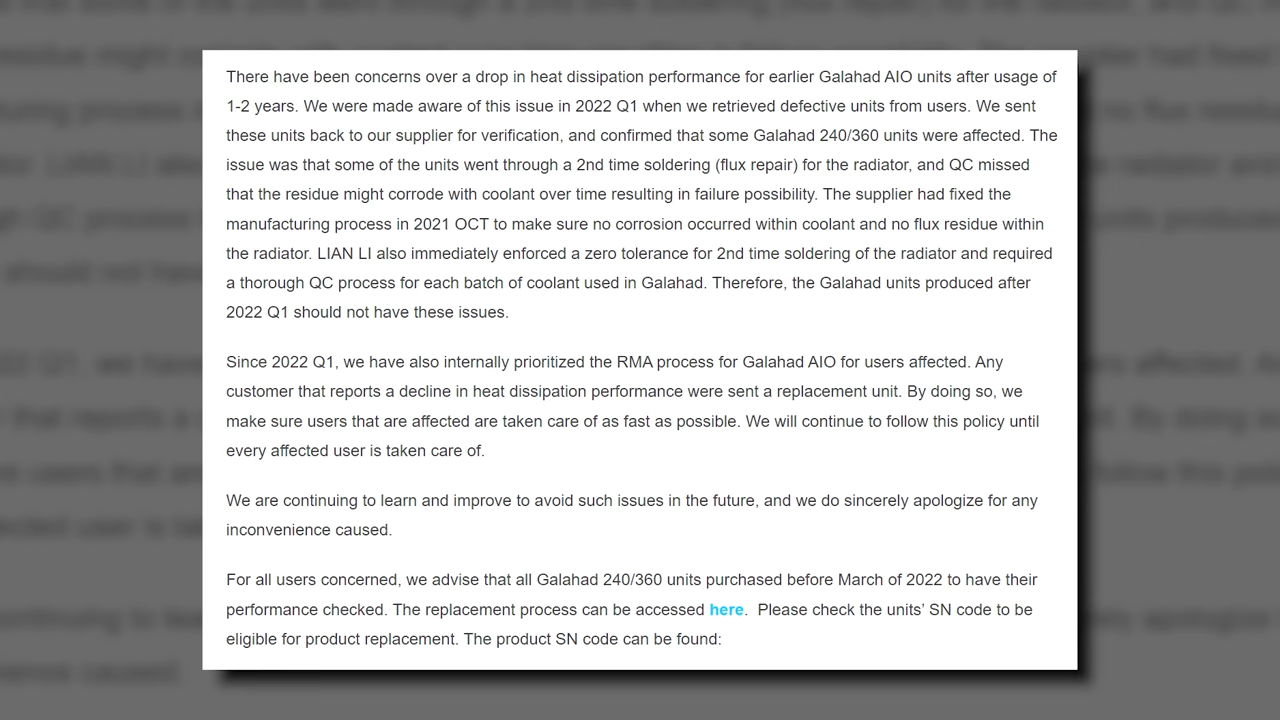 There have been concerns over a drop in heat dissipation performance for earlier Galahad AIO units after usage of
1-2 years. We were made aware of this issue in 2022 Q1 when we retrieved defective units from users. We sent
these units back to our supplier for verification, and confirmed that some Galahad 240/360 units were affected. The
issue was that some of the units went through a 2nd time soldering (flux repair) for the radiator, and QC missed
that the residue might corrode with coolant over time resulting in failure possibility. The supplier had fixed the
manufacturing process in 2021 OCT to make sure no corrosion occurred within coolant and no flux residue within
the radiator. LIAN LI also immediately enforced a zero tolerance for 2nd time soldering of the radiator and required
a thorough QC process for each batch of coolant used in Galahad. Therefore, the Galahad units produced after
2022 Q1 should not have these issues.
Since 2022 Q1, we have also internally prioritized the RMA process for Galahad AIO for users affected. Any
customer that reports a decline in heat dissipation performance were sent a replacement unit. By doing so, we
make sure users that are affected are taken care of as fast as possible. We will continue to follow this policy until
every affected user is taken care of.
We are continuing to learn and improve to avoid such issues in the future, and we do sincerely apologize for any
inconvenience caused.
For all users concerned, we advise that all Galahad 240/360 units purchased before March of 2022 to have their
performance checked. The replacement process can be accessed here. Please check the units' SN code to be
eligible for product replacement. The product SN code can be found: